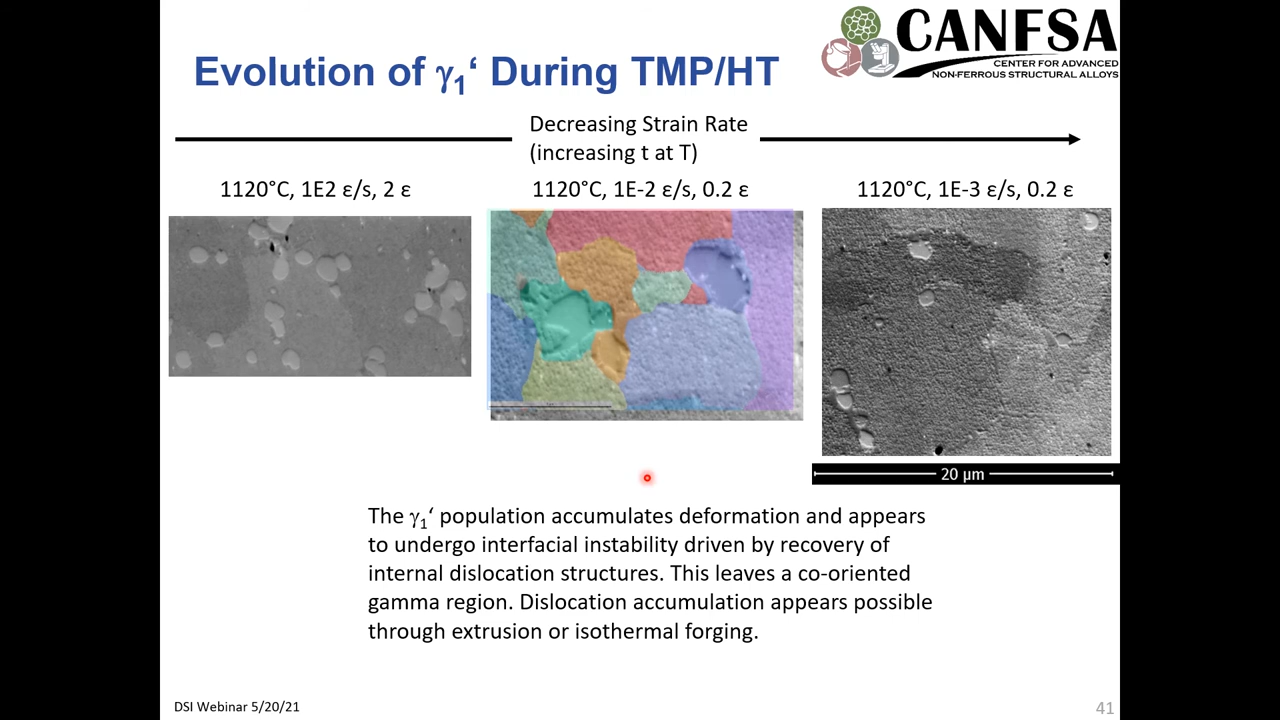 CANFSA
CENTER FOR ADVANCED
NON-FERROUS STRUCTURAL ALLOYS
Evolution of γ₁‘ During TMP/HT
Decreasing Strain Rate
(increasing t at T)
1120°C, 1E2 ε/s, 2 ε
1120°C, 1E-2 ε/s, 0.2 ε
1120°C, 1E-3 ε/s, 0.2 ε
20 µm
The γ₁‘ population accumulates deformation and appears
to undergo interfacial instability driven by recovery of
internal dislocation structures. This leaves a co-oriented
gamma region. Dislocation accumulation appears possible
through extrusion or isothermal forging.
DSI Webinar 5/20/21
41